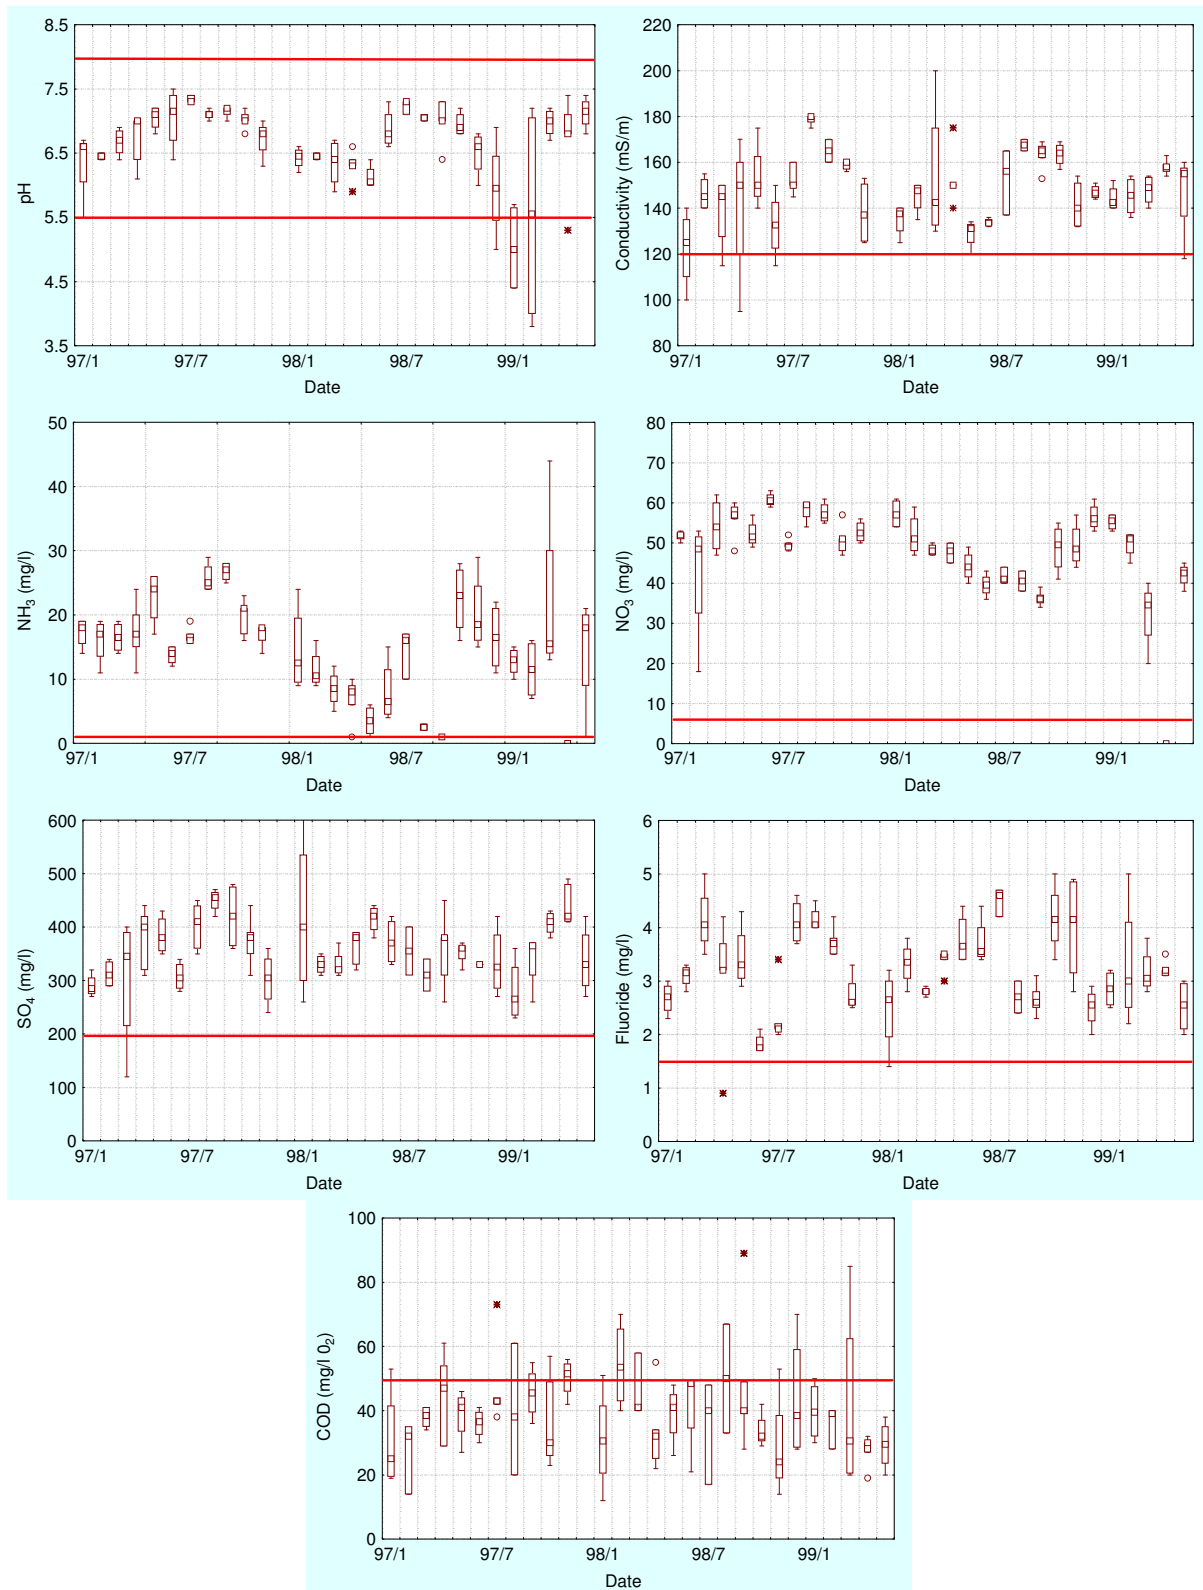 8.5
7.5
6.5
5.5
4.5
3.5
pH
97/1 97/7 98/1 98/7 99/1
Date
220
200
180
160
140
120
100
80
Conductivity (mS/m)
97/1 97/7 98/1 98/7 99/1
Date
50
40
30
20
10
0
NH3 (mg/l)
97/1 97/7 98/1 98/7 99/1
Date
80
70
60
50
40
30
20
10
0
NO3 (mg/l)
97/1 97/7 98/1 98/7 99/1
Date
600
500
400
300
200
100
0
SO4 (mg/l)
97/1 97/7 98/1 98/7 99/1
Date
6
5
4
3
2
1
0
Fluoride (mg/l)
97/1 97/7 98/1 98/7 99/1
Date
100
80
60
40
20
0
COD (mg/l 02)
97/1 97/7 98/1 98/7 99/1
Date